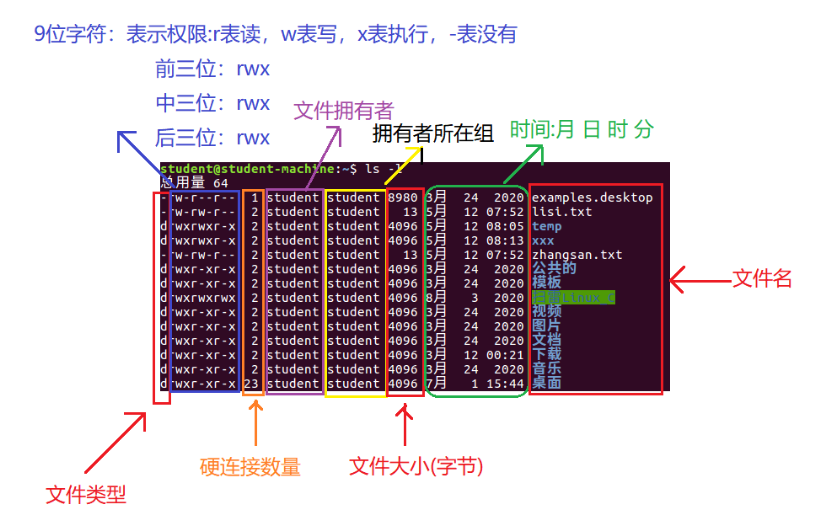 9位字符：表示权限:r表读，w表写，x表执行，-表没有
前三位：rwx
中三位：rwx
后三位：rwx
文件拥有者
拥有者所在组
时间:月 日 时 分
student@student-machine:~$ ls -l
总用量 64
-rw-r--r-- 1 student student 8980 3月 24 2020 examples.desktop
-rw-rw-r-- 2 student student 13 5月 12 07:52 lisi.txt
drwxrwxr-x 2 student student 4096 5月 12 08:05 temp
drwxrwxr-x 2 student student 4096 5月 12 08:13 xxx
-rw-rw-r-- 2 student student 13 5月 12 07:52 zhangsan.txt
drwxr-xr-x 2 student student 4096 3月 24 2020 公共的
drwxr-xr-x 2 student student 4096 3月 24 2020 模板
drwxrwxrwx 2 student student 4096 8月 3 2020
drwxr-xr-x 2 student student 4096 3月 24 2020 视频
drwxr-xr-x 2 student student 4096 3月 24 2020 图片
drwxr-xr-x 2 student student 4096 3月 24 2020 文档
drwxr-xr-x 2 student student 4096 3月 12 00:21 下载
drwxr-xr-x 2 student student 4096 3月 24 2020 音乐
drwxr-xr-x 23 student student 4096 7月 1 15:44 桌面
文件名
硬连接数量
文件大小(字节)
文件类型